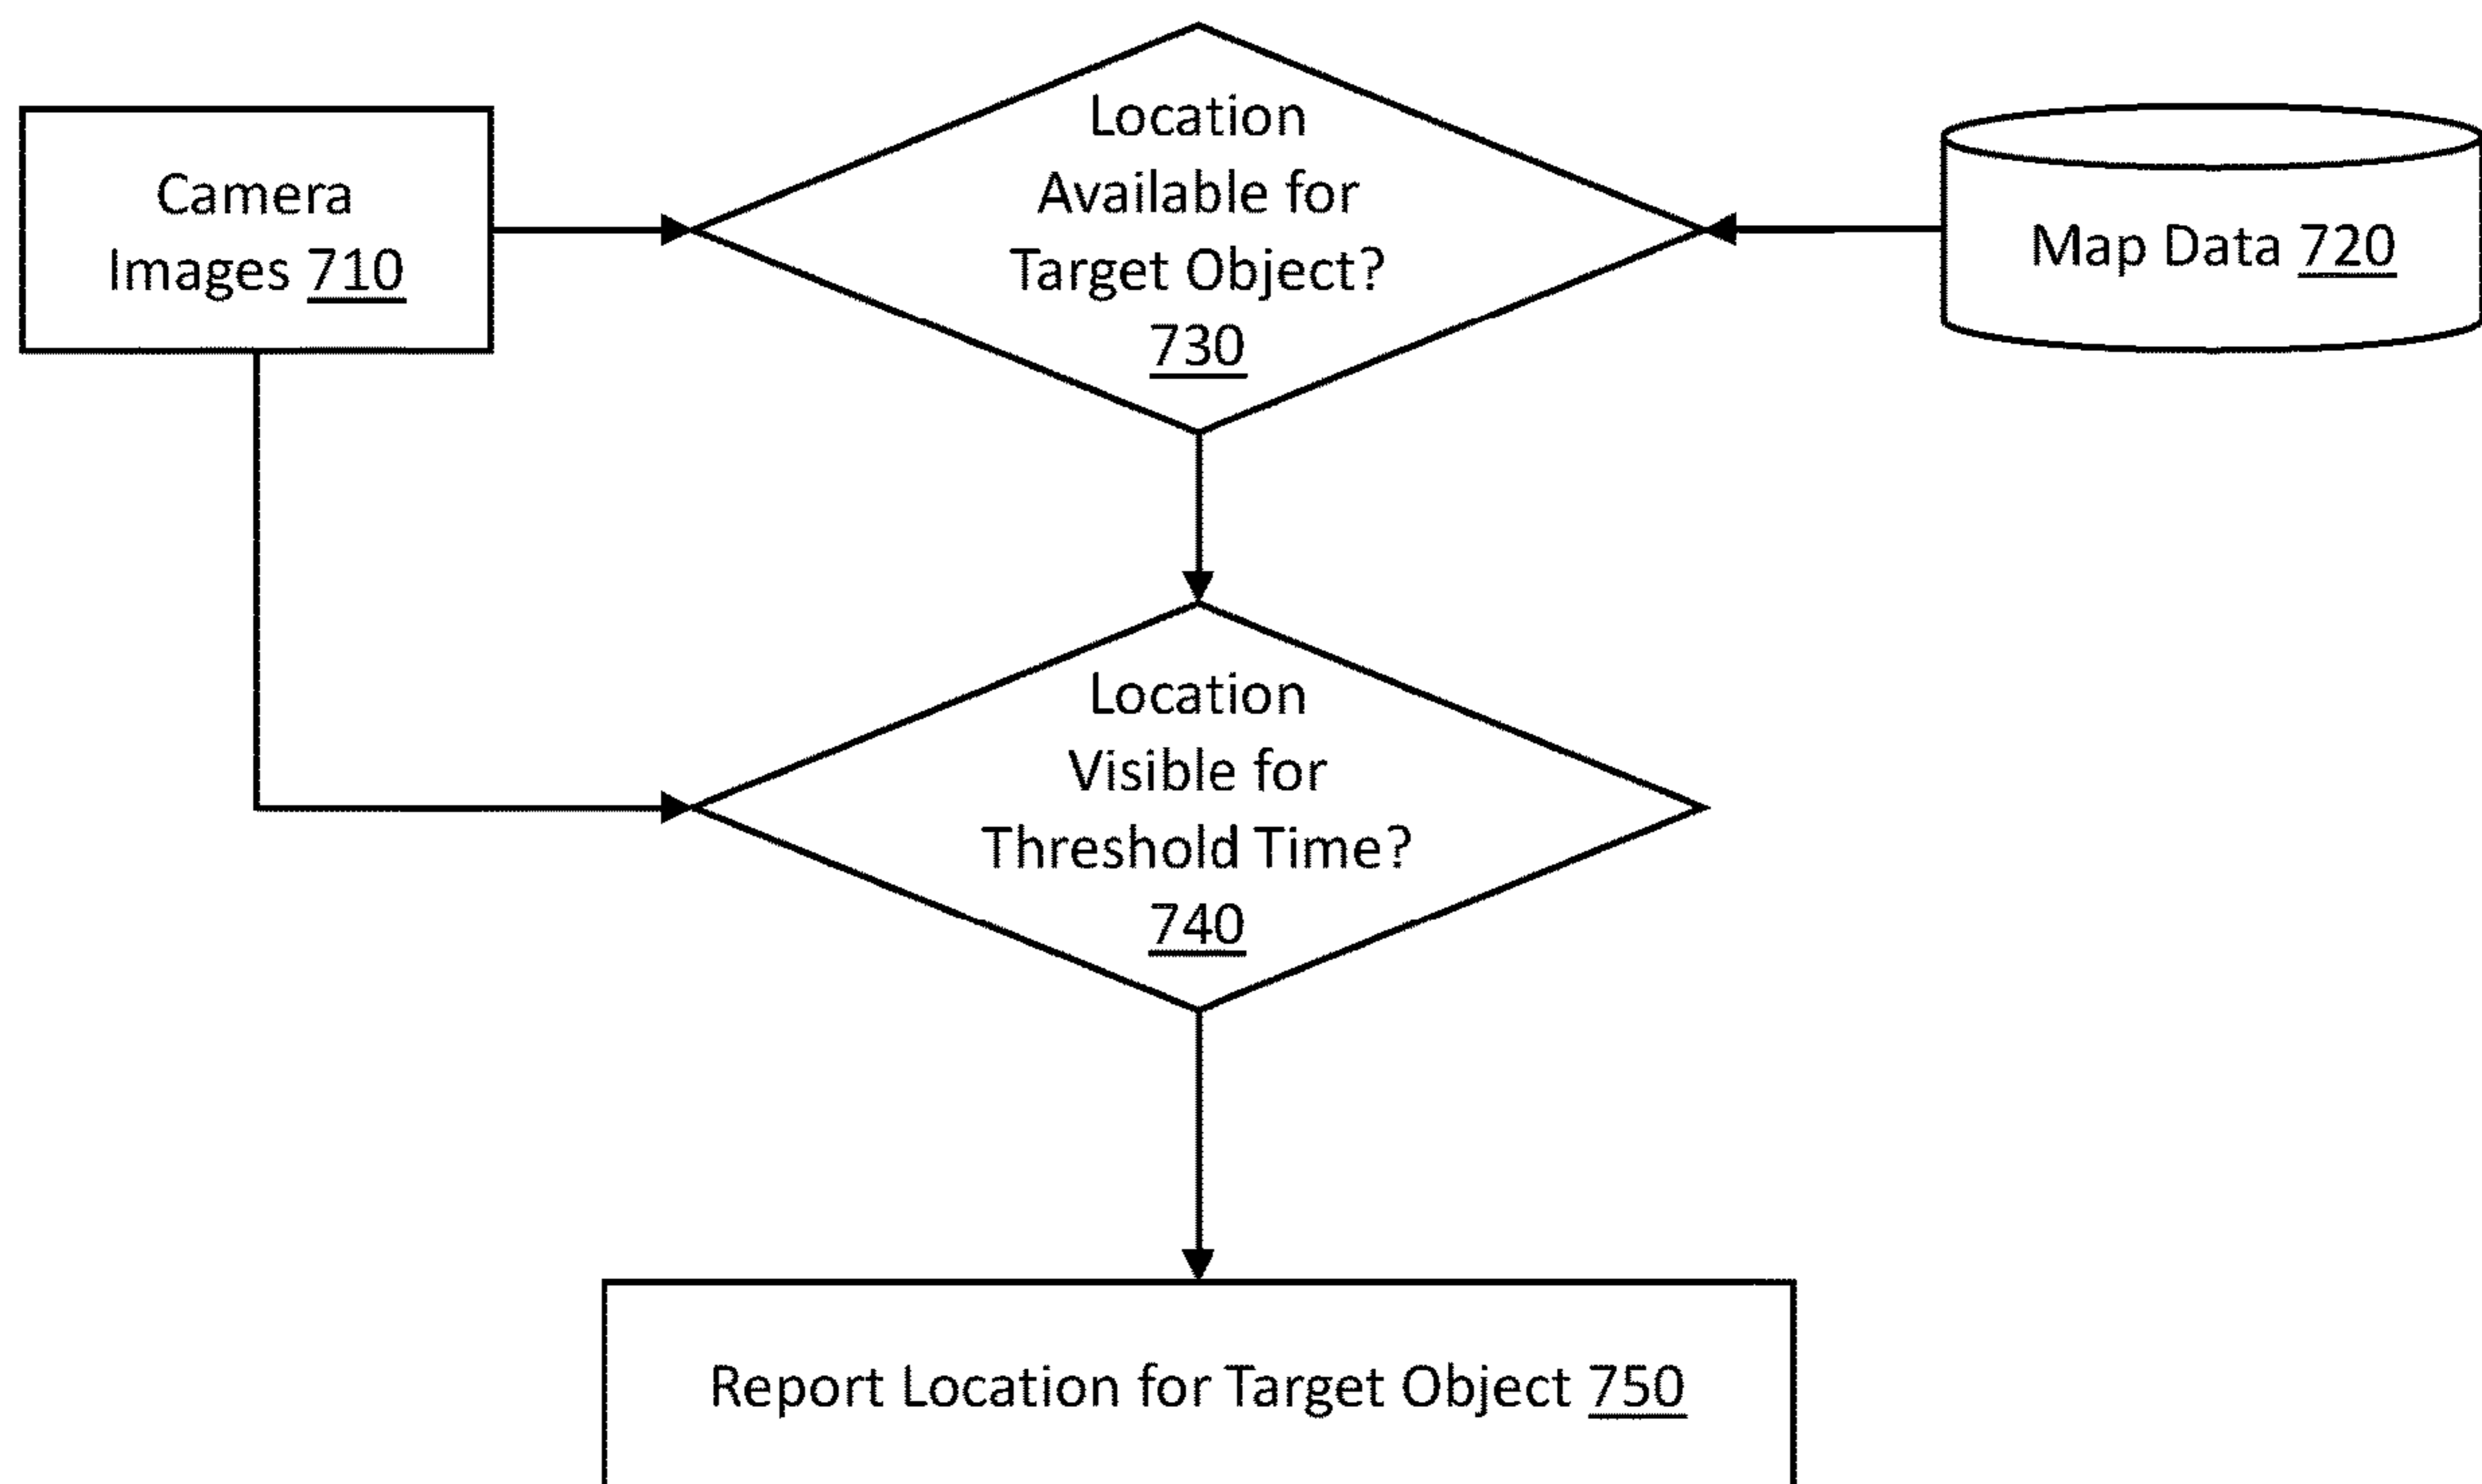 Camera
Images 710
Location
Available for
Target Object?
730
Map Data 720
Location
Visible for
Threshold Time?
740
Report Location for Target Object 750